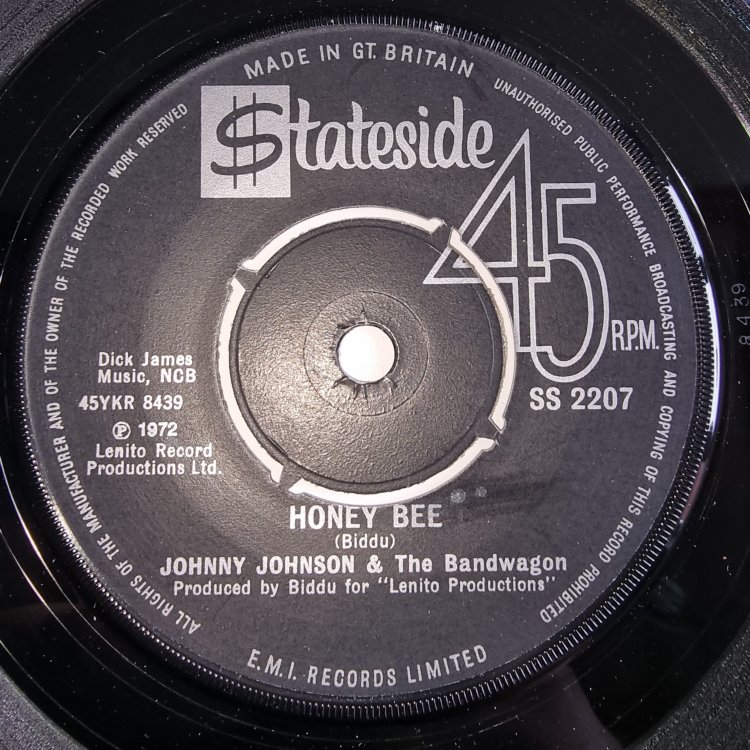 MADE IN GT. BRITAIN
UNAUTHORISED PUBLIC PERFORMANCE BROADCASTING AND COPYING OF THIS RECORD PROHIBITED
ALL RIGHTS OF THE MANUFACTURER AND OF THE OWNER OF THE RECORDED WORK RESERVED
$tateside
45
R.P.M.
SS 2207
Dick James
Music, NCB
45YKR 8439
℗ 1972
Lenito Record
Productions Ltd.
HONEY BEE
(Biddu)
JOHNNY JOHNSON & The Bandwagon
Produced by Biddu for "Lenito Productions"
E.M.I. RECORDS LIMITED
8439